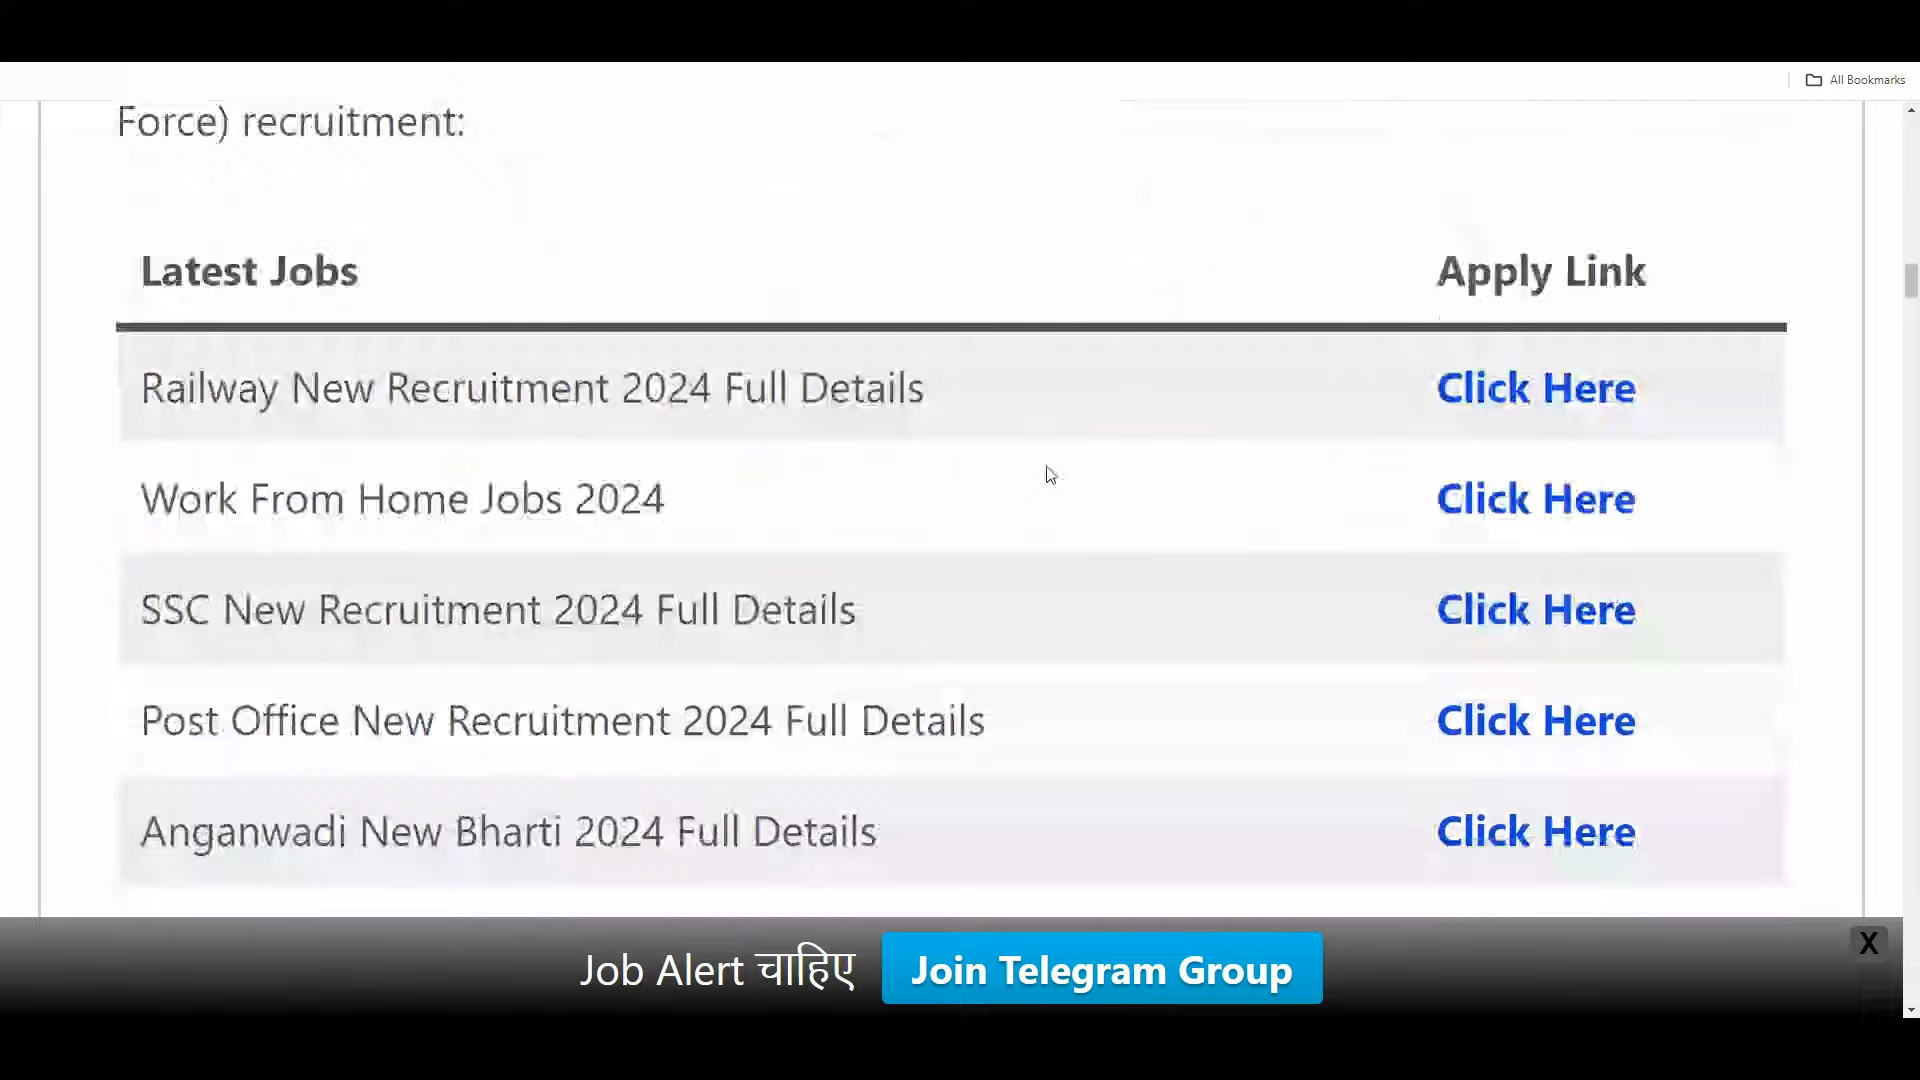 All Bookmarks
Force) recruitment:
Latest Jobs Apply Link
Railway New Recruitment 2024 Full Details Click Here
Work From Home Jobs 2024 Click Here
SSC New Recruitment 2024 Full Details Click Here
Post Office New Recruitment 2024 Full Details Click Here
Anganwadi New Bharti 2024 Full Details Click Here
Job Alert चाहिए Join Telegram Group X